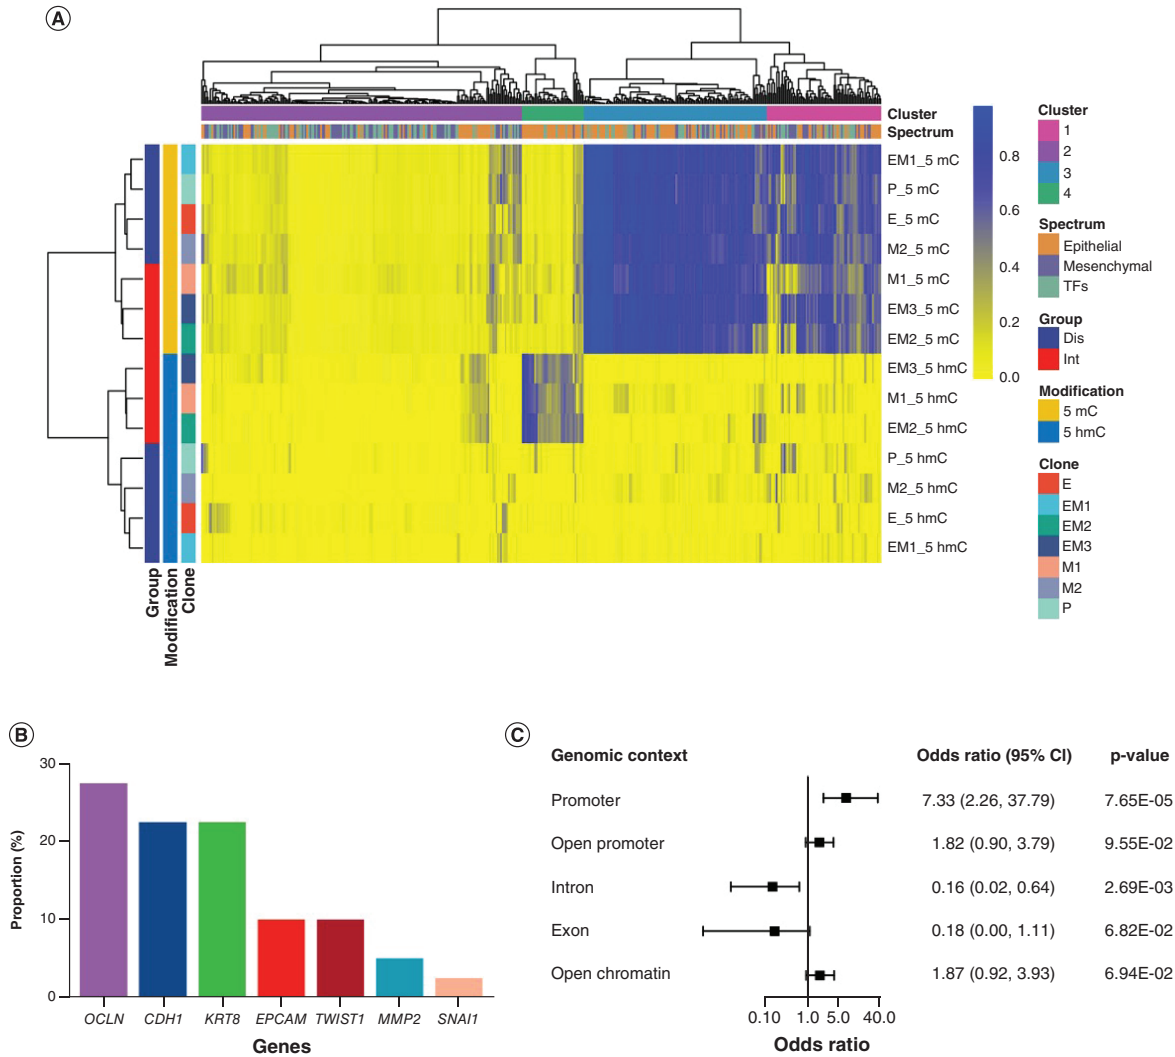 A
Cluster
Spectrum
EM1_5 mC
P_5 mC
E_5 mC
M2_5 mC
M1_5 mC
EM3_5 mC
EM2_5 mC
EM3_5 hmC
M1_5 hmC
EM2_5 hmC
P_5 hmC
M2_5 hmC
E_5 hmC
EM1_5 hmC
Group
Modification
Clone
0.8
0.6
0.4
0.2
0.0
Cluster
1
2
3
4
Spectrum
Epithelial
Mesenchymal
TFs
Group
Dis
Int
Modification
5 mC
5 hmC
Clone
E
EM1
EM2
EM3
M1
M2
P
B
Proportion (%)
30
20
10
0
OCLN CDH1 KRT8 EPCAM TWIST1 MMP2 SNAI1
Genes
C
Genomic context Odds ratio (95% CI) p-value
Promoter 7.33 (2.26, 37.79) 7.65E-05
Open promoter 1.82 (0.90, 3.79) 9.55E-02
Intron 0.16 (0.02, 0.64) 2.69E-03
Exon 0.18 (0.00, 1.11) 6.82E-02
Open chromatin 1.87 (0.92, 3.93) 6.94E-02
0.10 1.0 5.0 40.0
Odds ratio